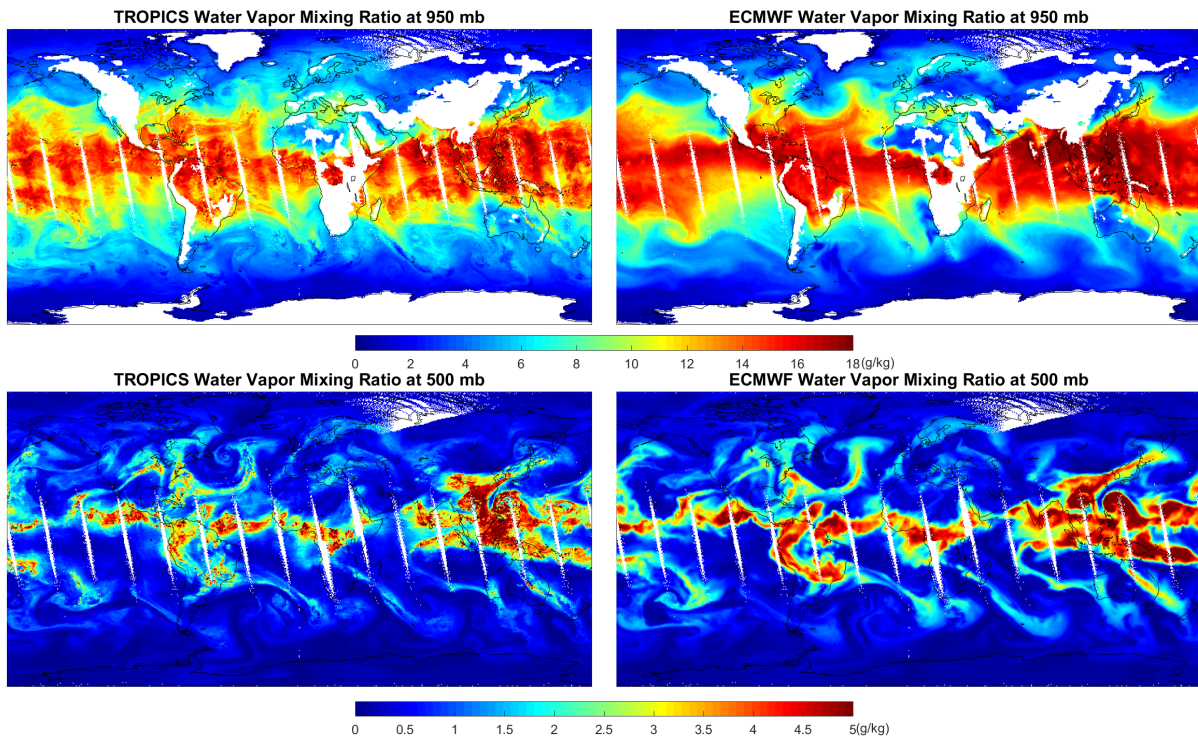 TROPICS Water Vapor Mixing Ratio at 950 mb
ECMWF Water Vapor Mixing Ratio at 950 mb
0 2 4 6 8 10 12 14 16 18 (g/kg)
TROPICS Water Vapor Mixing Ratio at 500 mb
ECMWF Water Vapor Mixing Ratio at 500 mb
0 0.5 1 1.5 2 2.5 3 3.5 4 4.5 5 (g/kg)